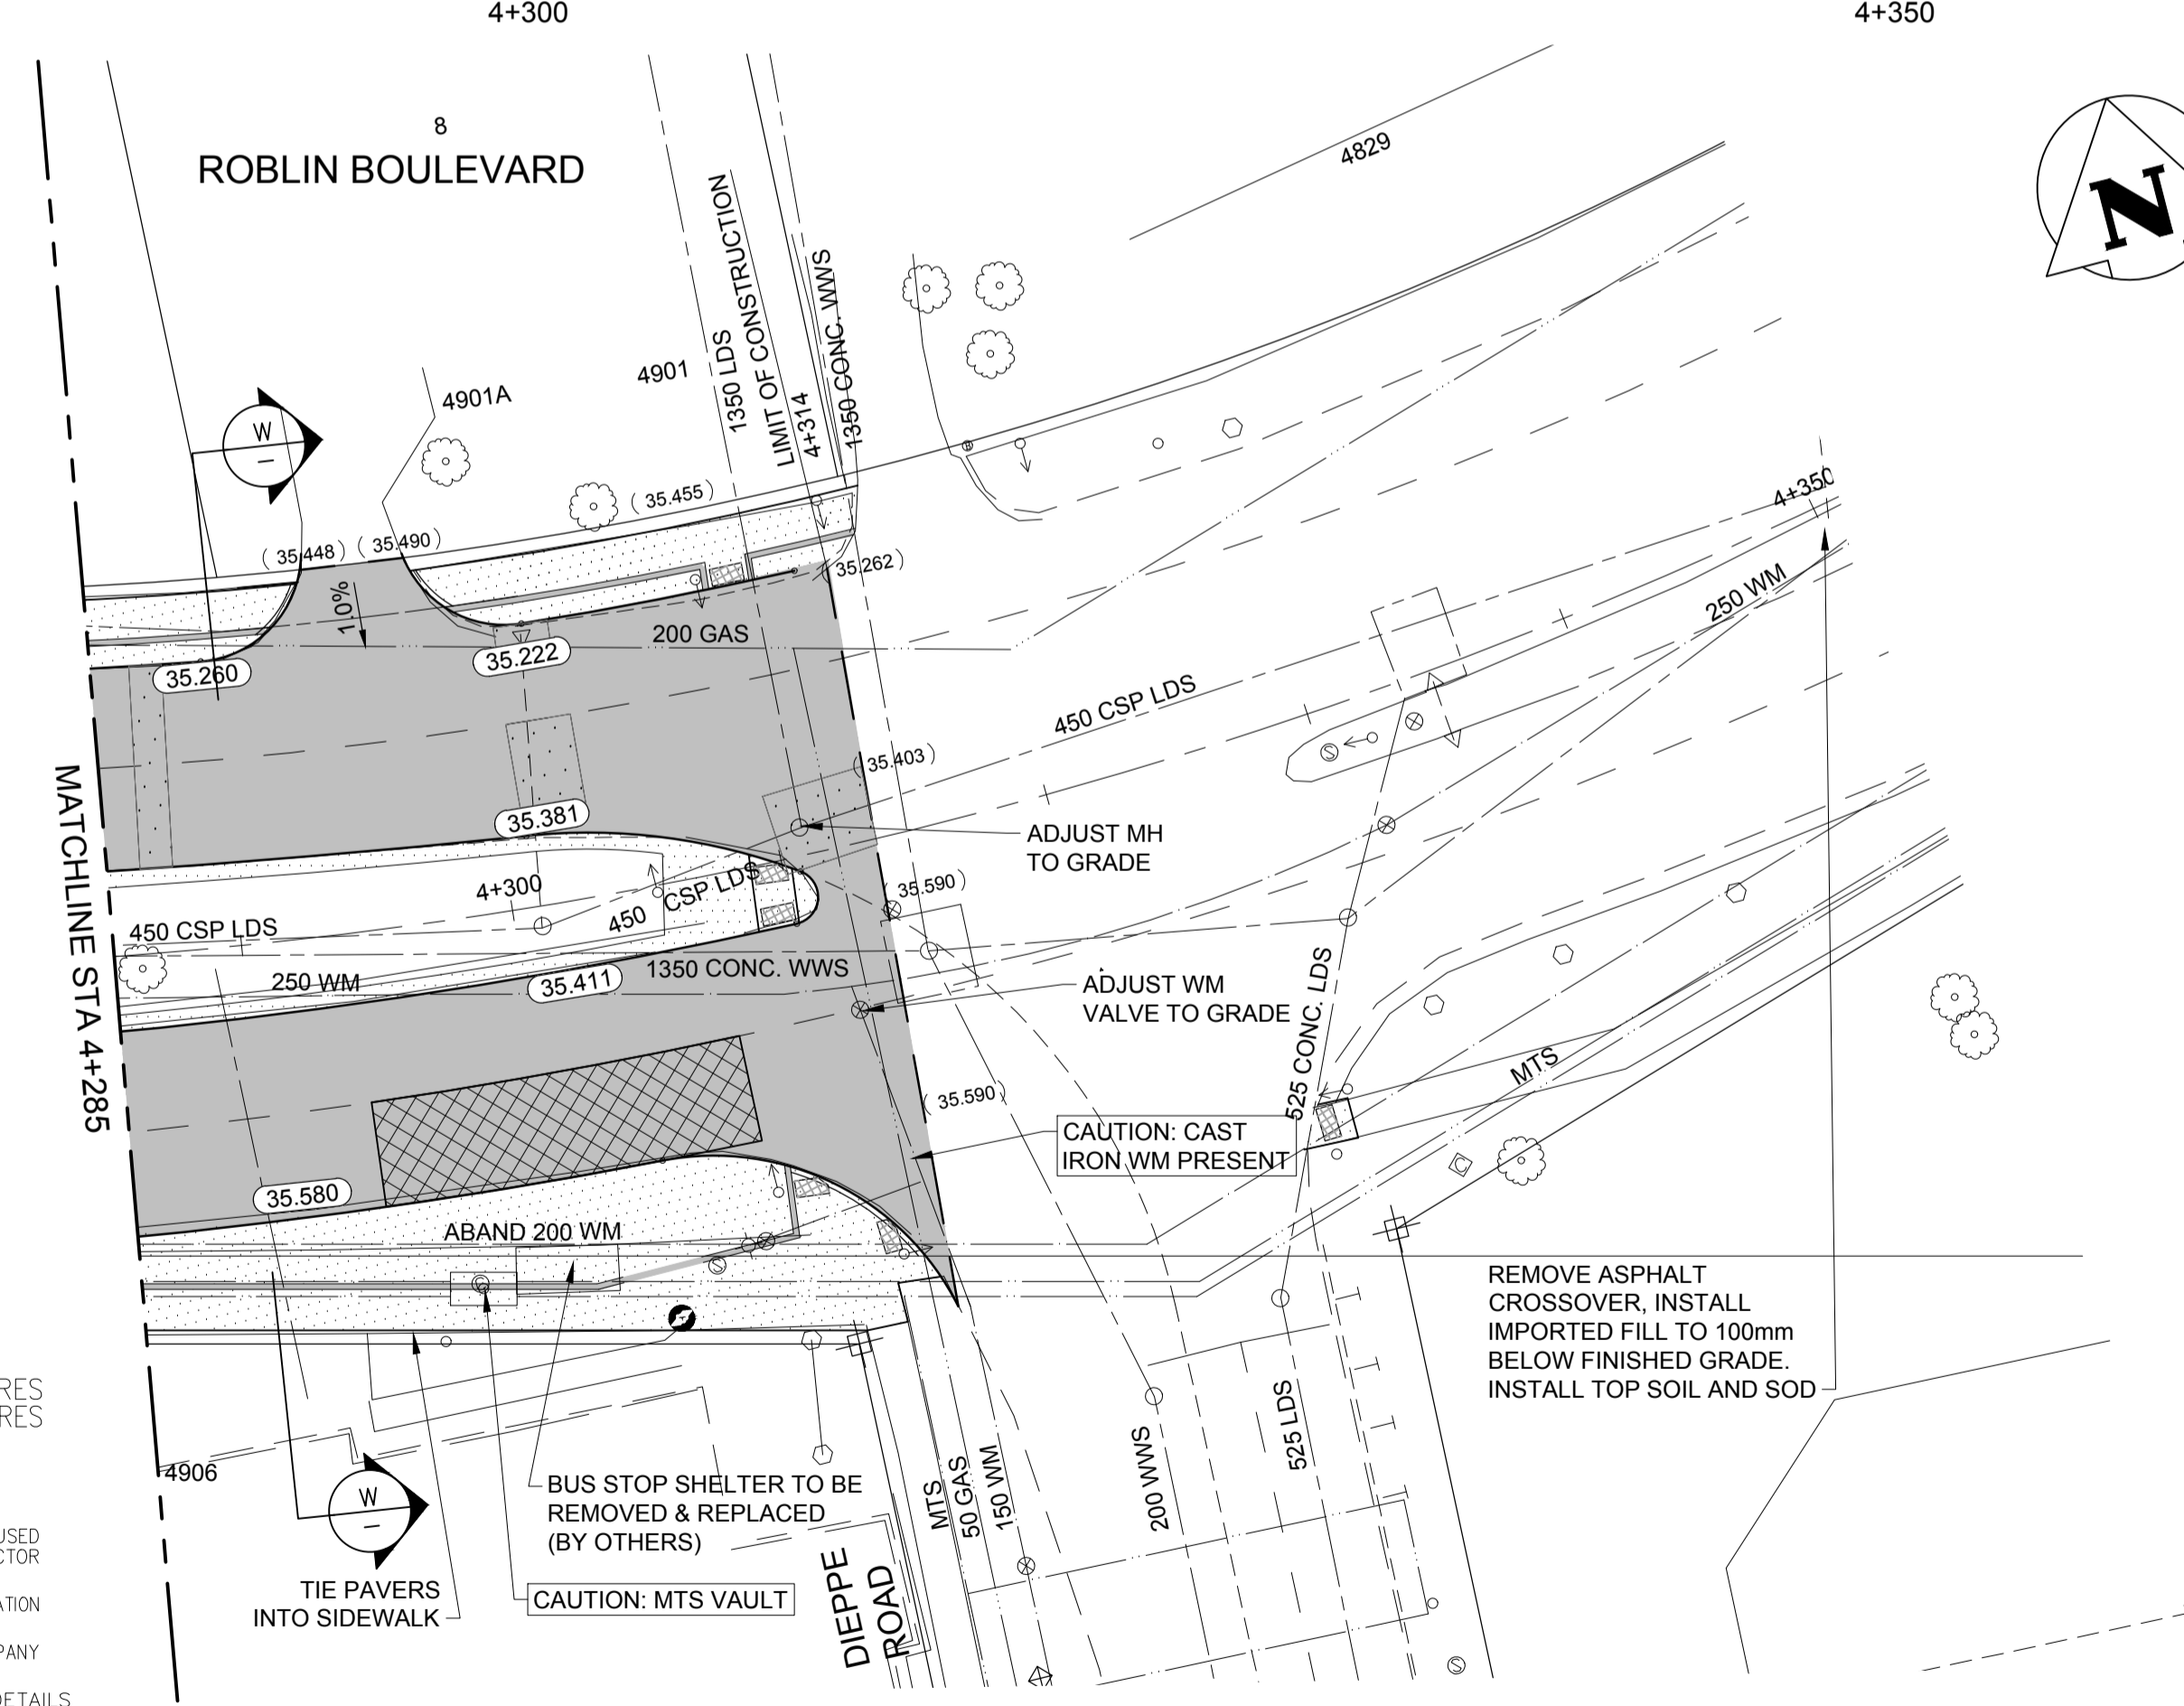 4+300
4+350
8
ROBLIN BOULEVARD
N
4829
LIMIT OF CONSTRUCTION
4+314
1350 LDS
1350 CONC. WWS
4901
4901A
W
–
(35.455)
(35.448)
(35.490)
(35.262)
1.0%
200 GAS
35.260
35.222
4+350
250 WM
450 CSP LDS
(35.403)
MATCHLINE STA 4+285
35.381
ADJUST MH
TO GRADE
4+300
450 CSP LDS
450 CSP LDS
(35.590)
250 WM
35.411
1350 CONC. WWS
ADJUST WM
VALVE TO GRADE
525 CONC. LDS
MTS
(35.590)
CAUTION: CAST
IRON WM PRESENT
35.580
ABAND 200 WM
S
S
S
C
C
REMOVE ASPHALT
CROSSOVER, INSTALL
IMPORTED FILL TO 100mm
BELOW FINISHED GRADE.
INSTALL TOP SOIL AND SOD
RES
RES
4906
W
–
BUS STOP SHELTER TO BE
REMOVED & REPLACED
(BY OTHERS)
MTS
50 GAS
150 WM
200 WWS
525 LDS
USED
CTOR
TIE PAVERS
INTO SIDEWALK
CAUTION: MTS VAULT
DIEPPE
ROAD
ATION
PANY
DETAILS